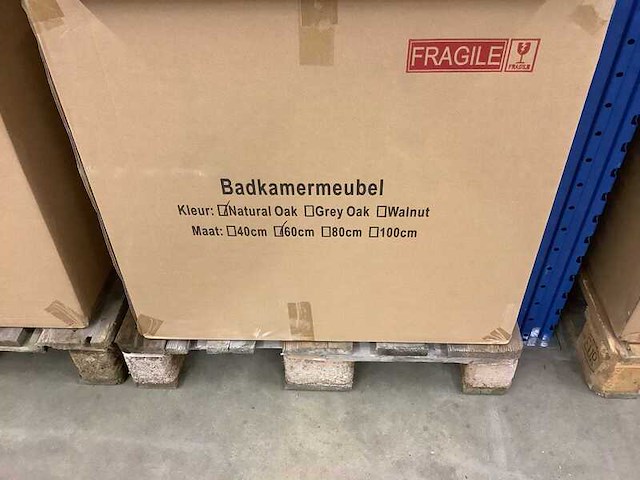 FRAGILE
FRAGILE
Badkamermeubel
Kleur: ☑Natural Oak ☐Grey Oak ☐Walnut
Maat: ☐40cm ☑60cm ☐80cm ☐100cm